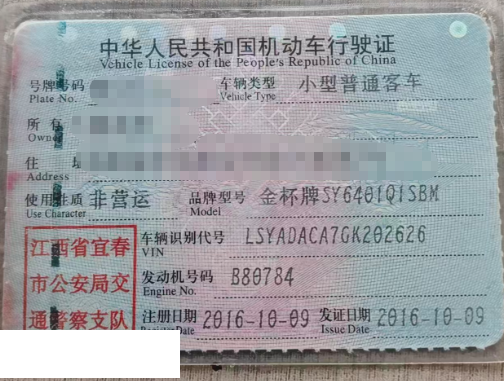 中华人民共和国机动车行驶证
Vehicle License of the People's Republic of China
号牌号码 车辆类型 小型普通客车
Plate No. Vehicle Type
所有
Owner
住址
Address
使用性质 非营运 品牌型号 金杯牌SY6401Q1SBM
Use Character Model
江西省宜春 车辆识别代号 LSYADACA7GK202626
VIN
市公安局交 发动机号码 B80784
Engine No.
通警察支队 注册日期 2016-10-09 发证日期 2016-10-09
Register Date Issue Date